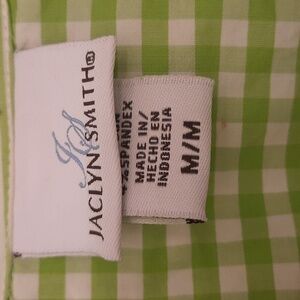 JS
JACLYN SMITH®
SPANDEX
MADE IN/
HECHO EN
INDONESIA
M/M